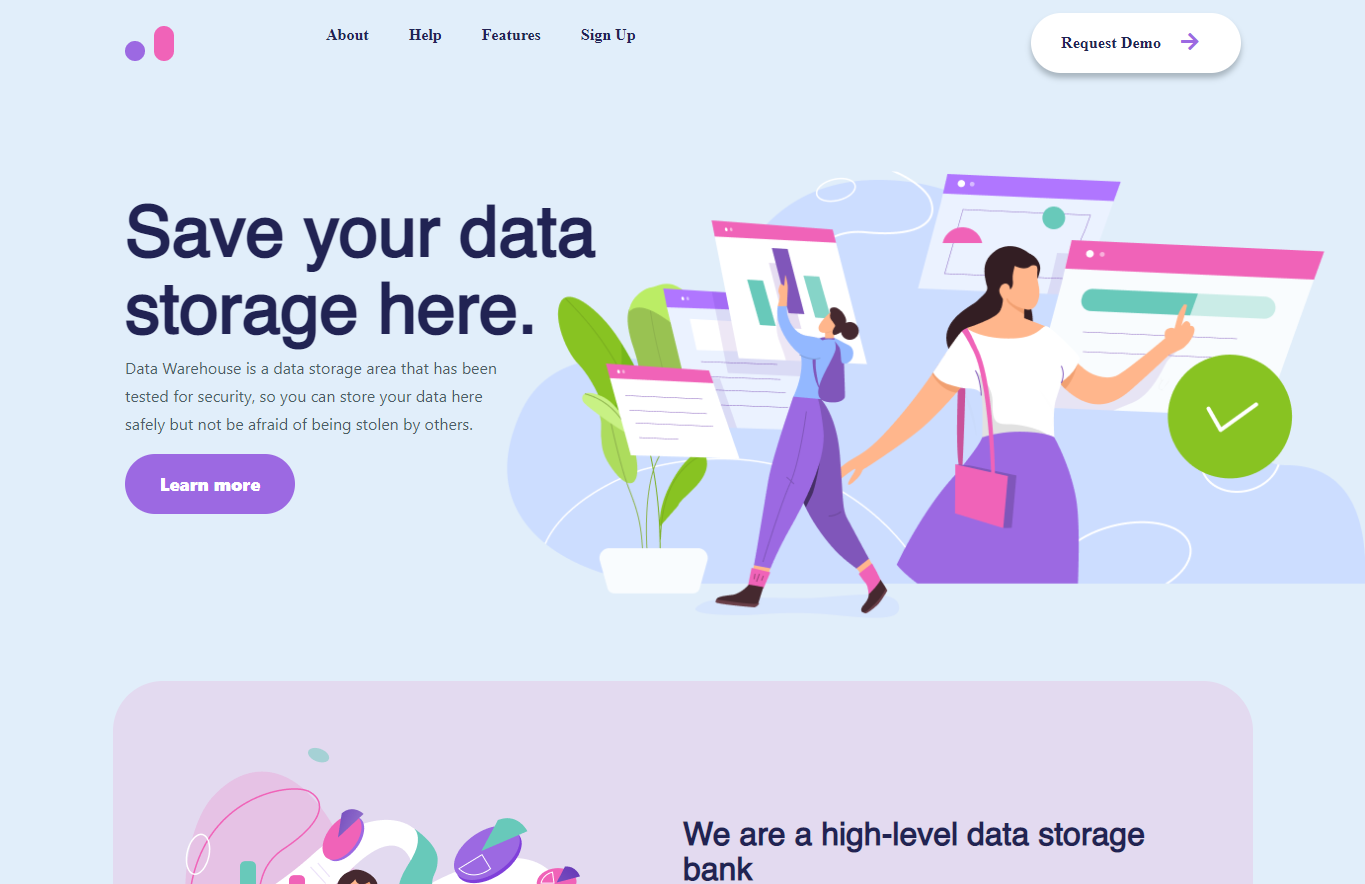 About Help Features Sign Up
Request Demo
Save your data
storage here.
Data Warehouse is a data storage area that has been
tested for security, so you can store your data here
safely but not be afraid of being stolen by others.
Learn more
We are a high-level data storage
bank